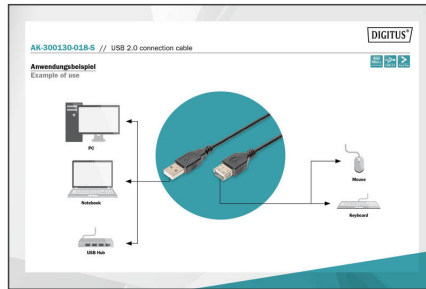 DIGITUS®
AK-300130-018-S // USB 2.0 connection cable
Anwendungsbeispiel
Example of use
PC
Notebook
USB Hub
Mouse
Keyboard